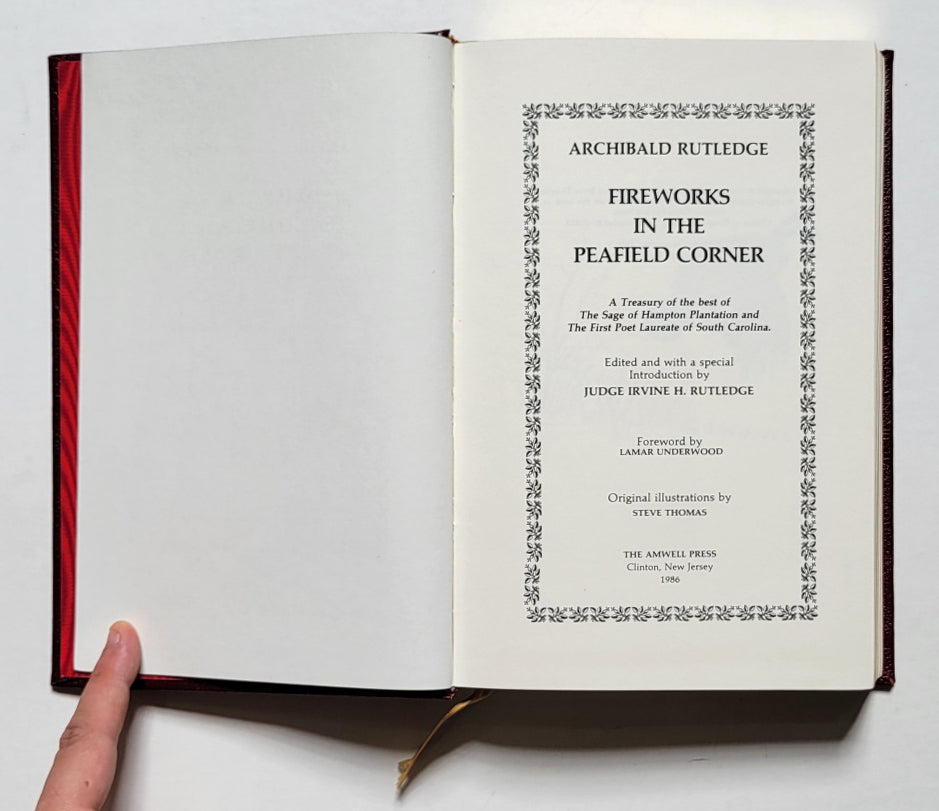 ARCHIBALD RUTLEDGE
FIREWORKS
IN THE
PEAFIELD CORNER
A Treasury of the best of
The Sage of Hampton Plantation and
The First Poet Laureate of South Carolina.
Edited and with a special
Introduction by
JUDGE IRVINE H. RUTLEDGE
Foreword by
LAMAR UNDERWOOD
Original illustrations by
STEVE THOMAS
THE AMWELL PRESS
Clinton, New Jersey
1986